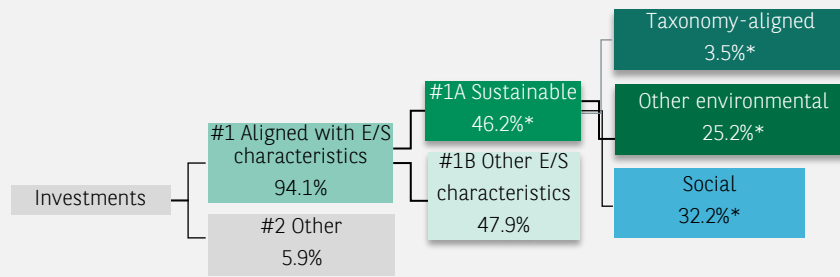 Investments
#1 Aligned with E/S
characteristics
94.1%
#2 Other
5.9%
#1A Sustainable
46.2%*
#1B Other E/S
characteristics
47.9%
Taxonomy-aligned
3.5%*
Other environmental
25.2%*
Social
32.2%*